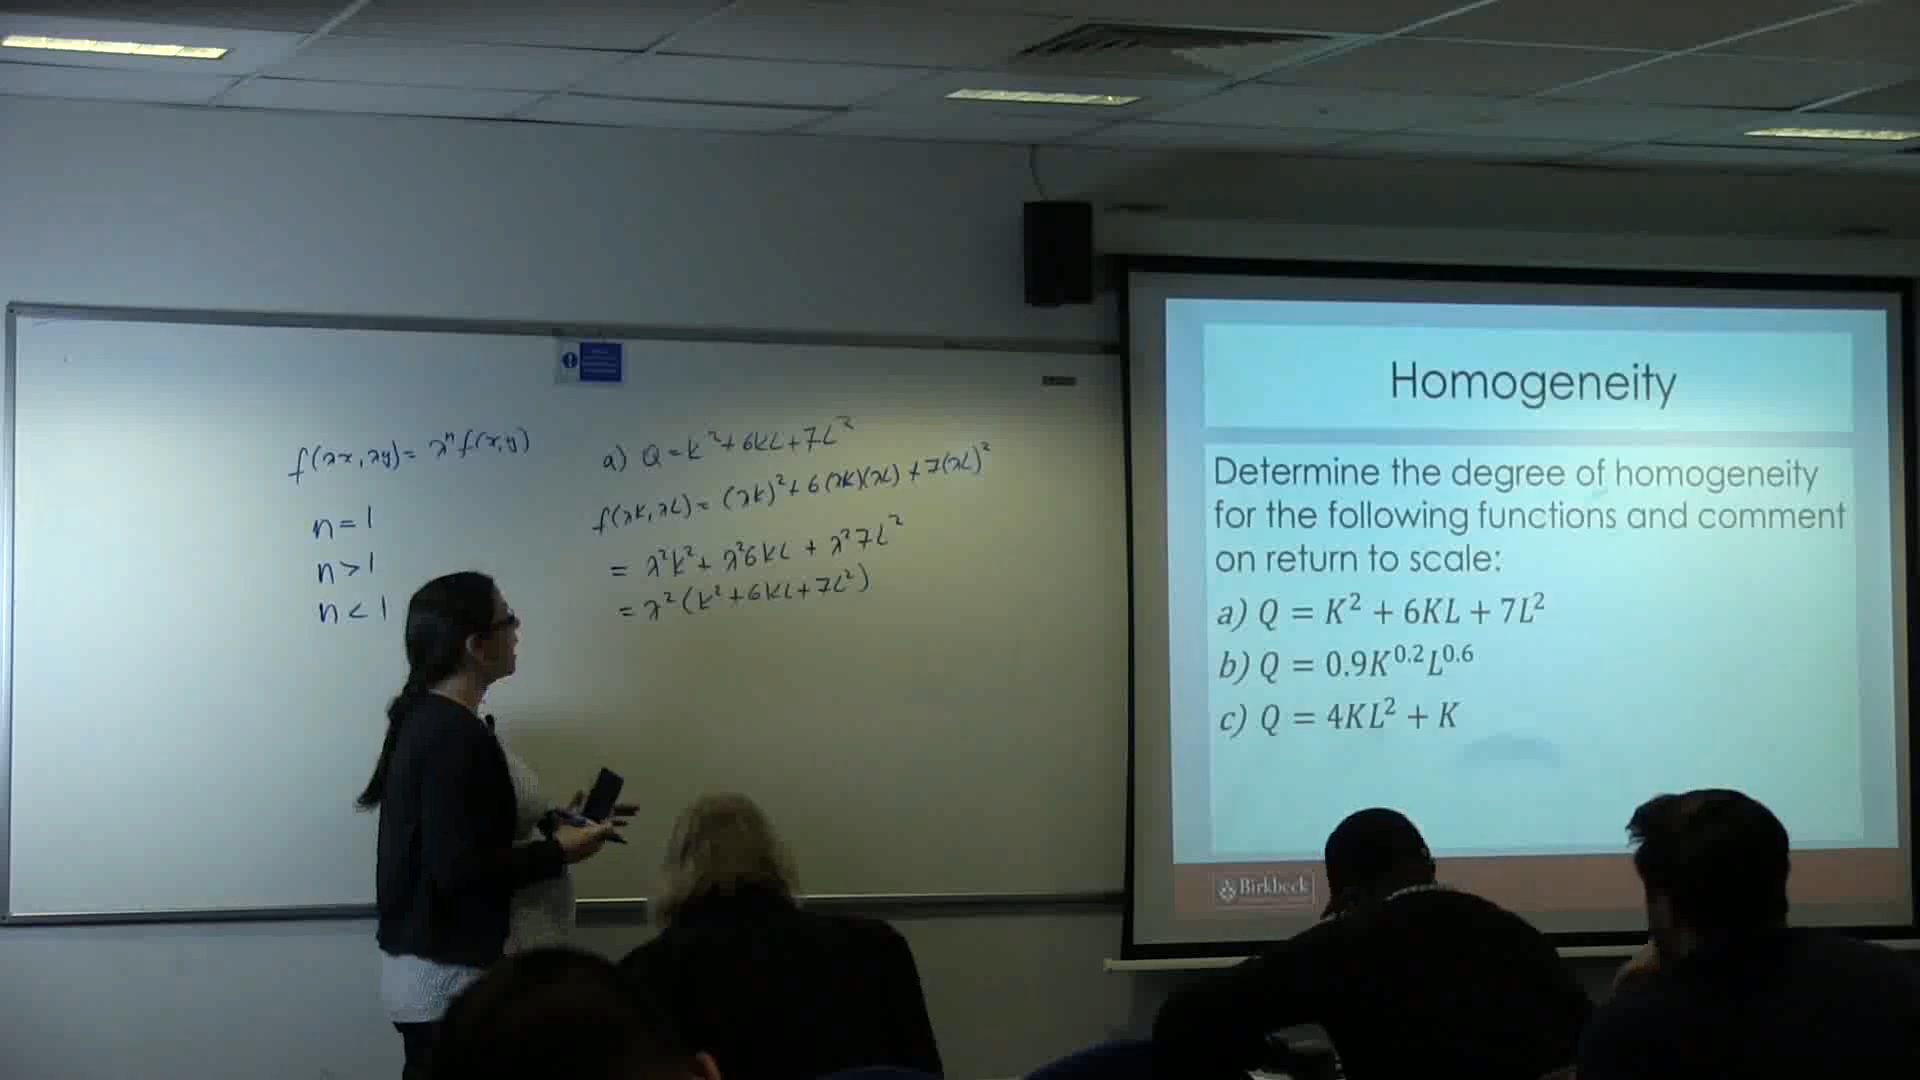 f(λx, λy) = λⁿ f(x,y)
n = 1
n > 1
n < 1
a) Q = K² + 6KL + 7L²
f(λK, λL) = (λK)² + 6(λK)(λL) + 7(λL)²
= λ²K² + λ²6KL + λ²7L²
= λ²(K² + 6KL + 7L²)
Homogeneity
Determine the degree of homogeneity
for the following functions and comment
on return to scale:
a) Q = K² + 6KL + 7L²
b) Q = 0.9K^0.2 L^0.6
c) Q = 4KL² + K
Birkbeck